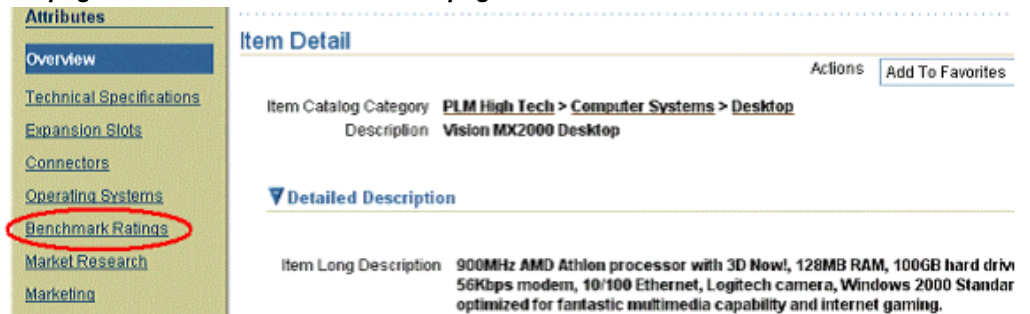 Attributes
Overview
Technical Specifications
Expansion Slots
Connectors
Operating Systems
Benchmark Ratings
Market Research
Marketing
Item Detail
Actions Add To Favorites
Item Catalog Category PLM High Tech > Computer Systems > Desktop
Description Vision MX2000 Desktop
Detailed Description
Item Long Description 900MHz AMD Athlon processor with 3D Now!, 128MB RAM, 100GB hard driv
56Kbps modem, 10/100 Ethernet, Logitech camera, Windows 2000 Standar
optimized for fantastic multimedia capability and internet gaming.